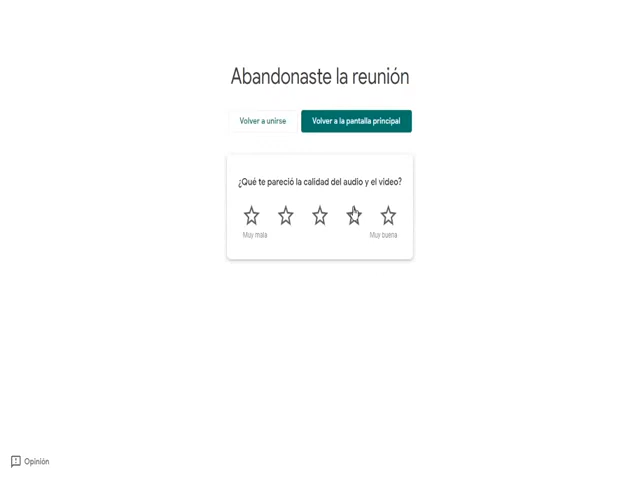 Abandonaste la reunión
Volver a unirse
Volver a la pantalla principal
¿Qué te pareció la calidad del audio y el video?
Muy mala
Muy buena
Opinión